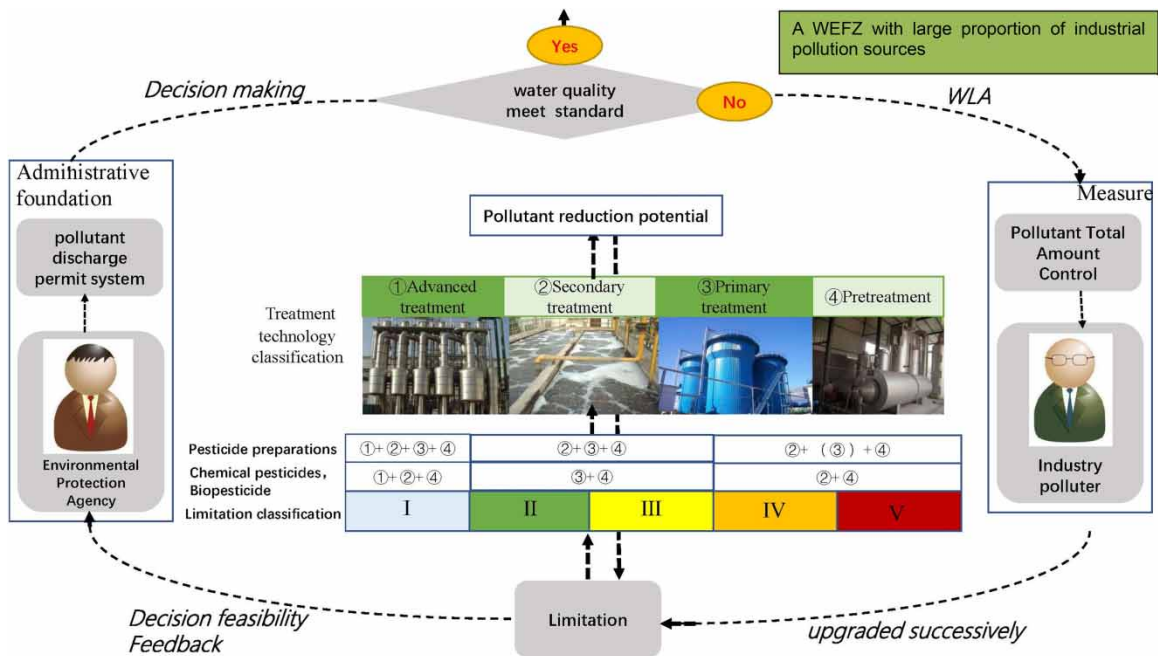 A WEFZ with large proportion of industrial
pollution sources
Yes
Decision making
water quality
meet standard
No
WLA
Administrative
foundation
pollutant
discharge
permit system
Environmental
Protection
Agency
Pollutant reduction potential
Treatment
technology
classification
①Advanced
treatment
②Secondary
treatment
③Primary
treatment
④Pretreatment
Pesticide preparations
①+②+③+④
②+③+④
②+（③）+④
Chemical pesticides,
Biopesticide
①+②+④
③+④
②+④
Limitation classification
I
II
III
IV
V
Measure
Pollutant Total
Amount
Control
Industry
polluter
Decision feasibility
Feedback
Limitation
upgraded successively